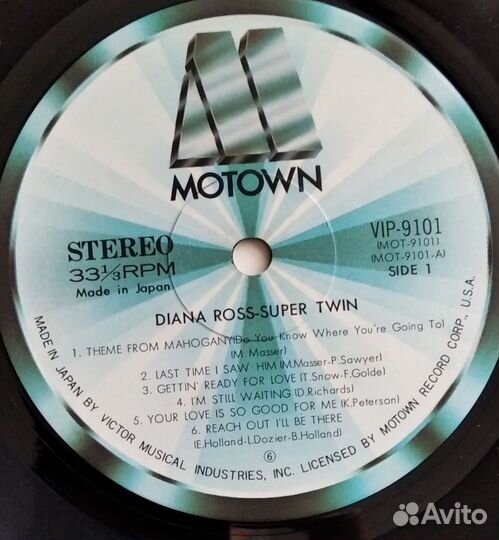 MOTOWN
STEREO
33⅓RPM
Made in Japan
VIP-9101
(MOT-9101)
(MOT-9101-A)
SIDE 1
DIANA ROSS-SUPER TWIN
1. THEME FROM MAHOGANY(Do You Know Where You're Going To)
(M. Masser)
2. LAST TIME I SAW HIM(M.Masser-P.Sawyer)
3. GETTIN' READY FOR LOVE (T.Snow-F.Golde)
4. I'M STILL WAITING (D.Richards)
5. YOUR LOVE IS SO GOOD FOR ME (K.Peterson)
6. REACH OUT I'LL BE THERE
(E.Holland-L.Dozier-B.Holland)
⑥
MADE IN JAPAN BY VICTOR MUSICAL INDUSTRIES, INC. LICENSED BY MOTOWN RECORD CORP., U.S.A.
Avito